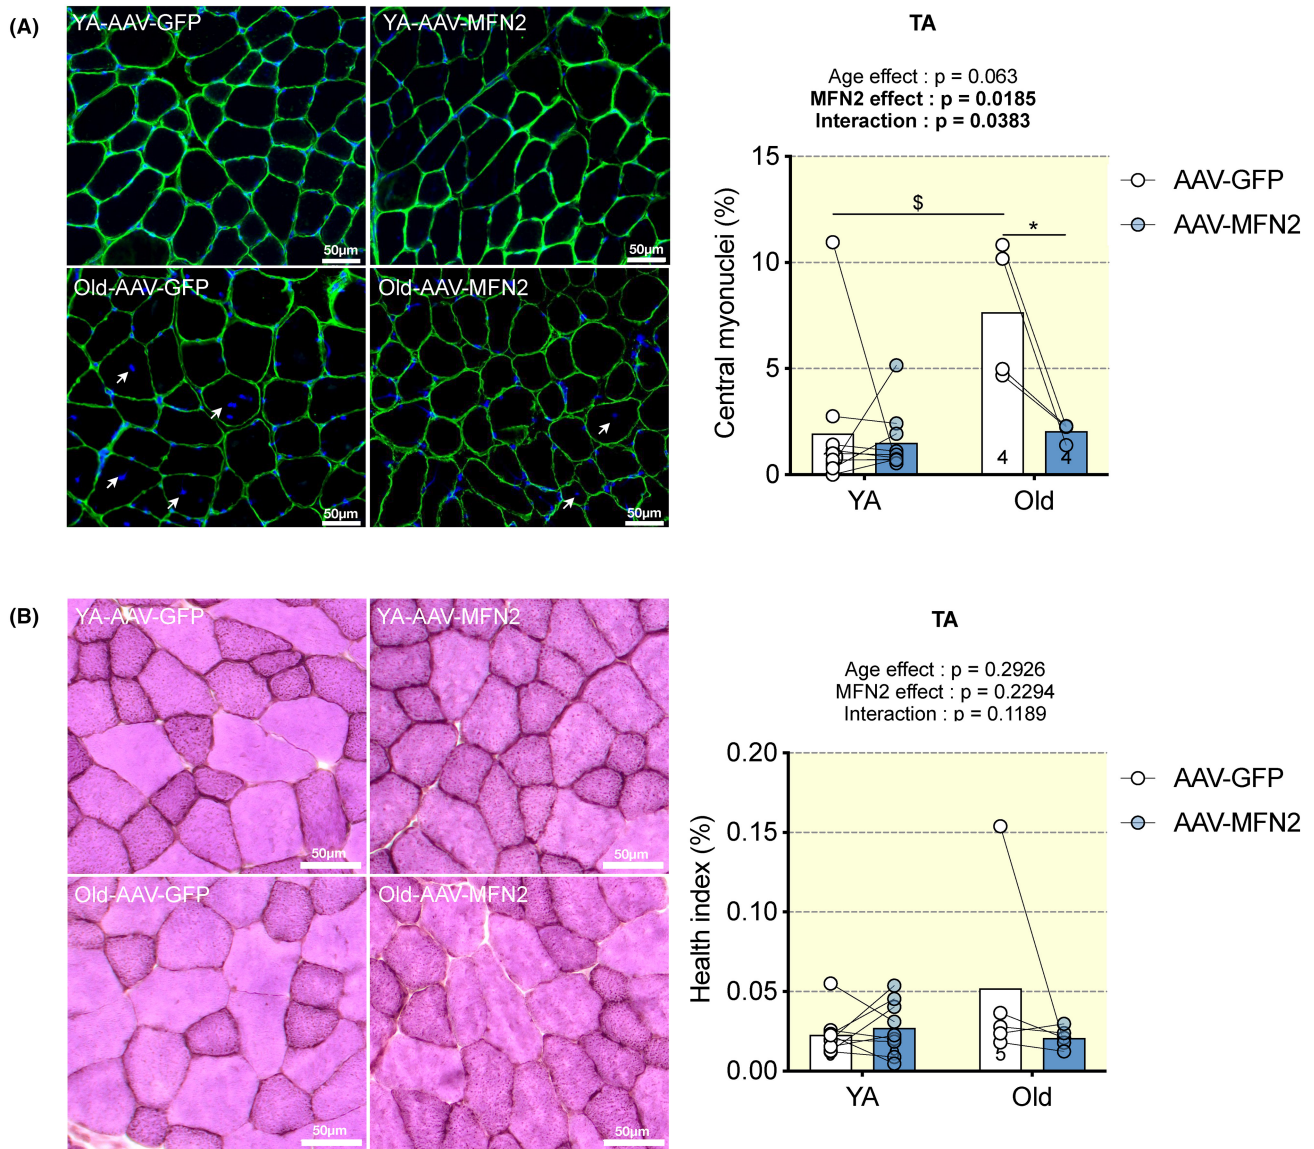 (A)
YA-AAV-GFP
YA-AAV-MFN2
50µm
50µm
Old-AAV-GFP
Old-AAV-MFN2
50µm
50µm
TA
Age effect : p = 0.063
MFN2 effect : p = 0.0185
Interaction : p = 0.0383
Central myonuclei (%)
15
10
5
0
$
*
4
4
YA
Old
AAV-GFP
AAV-MFN2
(B)
YA-AAV-GFP
YA-AAV-MFN2
50µm
50µm
Old-AAV-GFP
Old-AAV-MFN2
50µm
50µm
TA
Age effect : p = 0.2926
MFN2 effect : p = 0.2294
Interaction : p = 0.1189
Health index (%)
0.20
0.15
0.10
0.05
0.00
5
YA
Old
AAV-GFP
AAV-MFN2